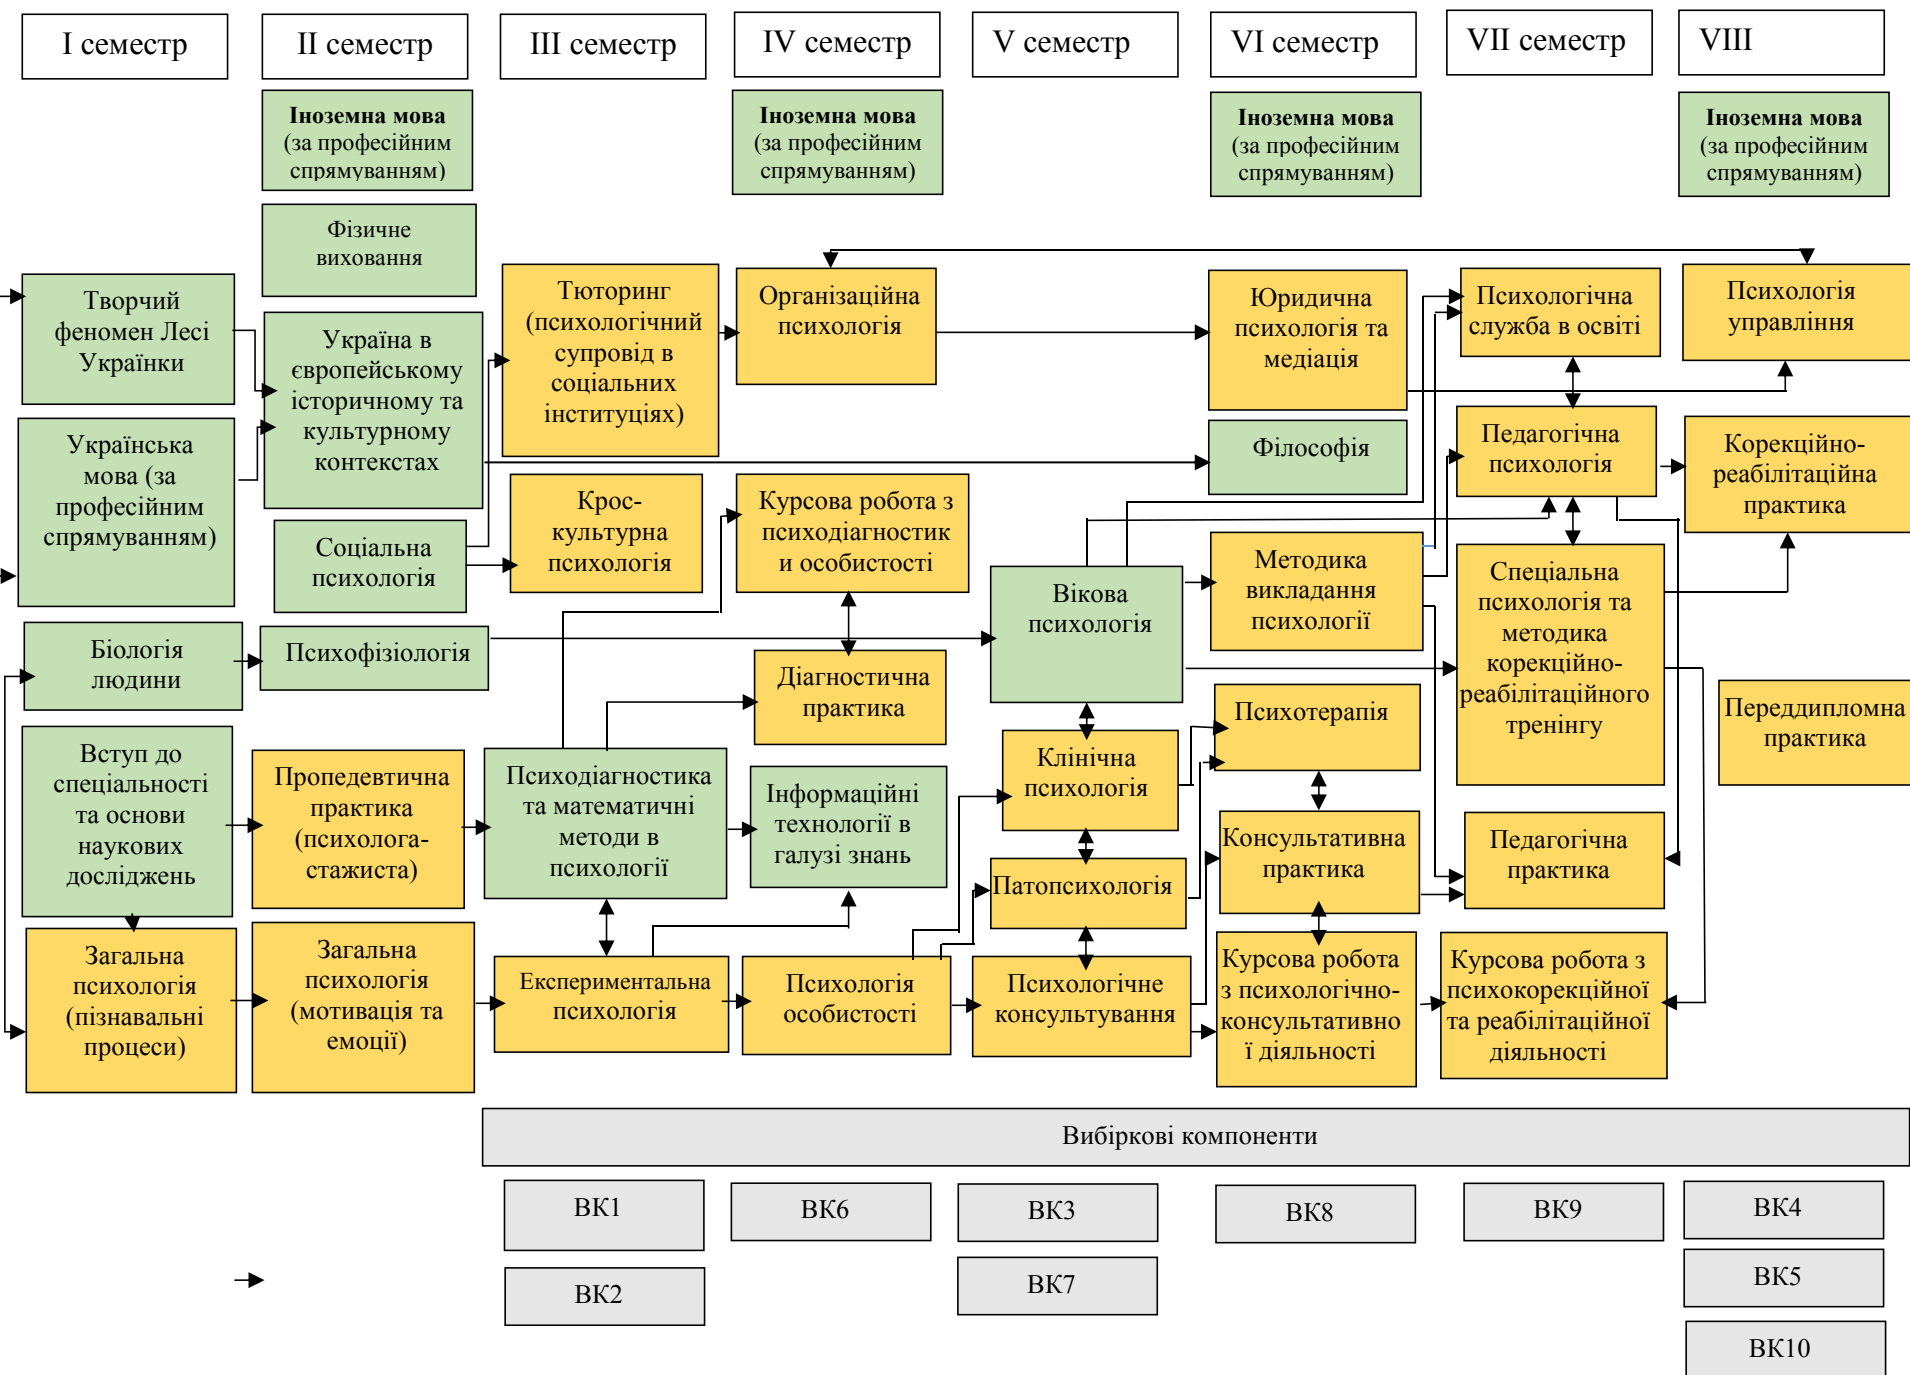 I семестр
II семестр
III семестр
IV семестр
V семестр
VI семестр
VII семестр
VIII
Іноземна мова
(за професійним
спрямуванням)
Іноземна мова
(за професійним
спрямуванням)
Іноземна мова
(за професійним
спрямуванням)
Іноземна мова
(за професійним
спрямуванням)
Фізичне
виховання
Творчий
феномен Лесі
Українки
Україна в
європейському
історичному та
культурному
контекстах
Тюторинг
(психологічний
супровід в
соціальних
інституціях)
Організаційна
психологія
Юридична
психологія та
медіація
Психологічна
служба в освіті
Психологія
управління
Українська
мова (за
професійним
спрямуванням)
Філософія
Педагогічна
психологія
Корекційно-
реабілітаційна
практика
Соціальна
психологія
Крос-
культурна
психологія
Курсова робота з
психодіагностик
и особистості
Вікова
психологія
Методика
викладання
психології
Спеціальна
психологія та
методика
корекційно-
реабілітаційного
тренінгу
Біологія
людини
Психофізіологія
Діагностична
практика
Психотерапія
Переддипломна
практика
Вступ до
спеціальності
та основи
наукових
досліджень
Пропедевтична
практика
(психолога-
стажиста)
Психодіагностика
та математичні
методи в
психології
Інформаційні
технології в
галузі знань
Клінічна
психологія
Консультативна
практика
Педагогічна
практика
Патопсихологія
Загальна
психологія
(пізнавальні
процеси)
Загальна
психологія
(мотивація та
емоції)
Експериментальна
психологія
Психологія
особистості
Психологічне
консультування
Курсова робота
з психологічно-
консультативно
ї діяльності
Курсова робота з
психокорекційної
та реабілітаційної
діяльності
Вибіркові компоненти
ВК1
ВК6
ВК3
ВК8
ВК9
ВК4
ВК2
ВК7
ВК5
ВК10